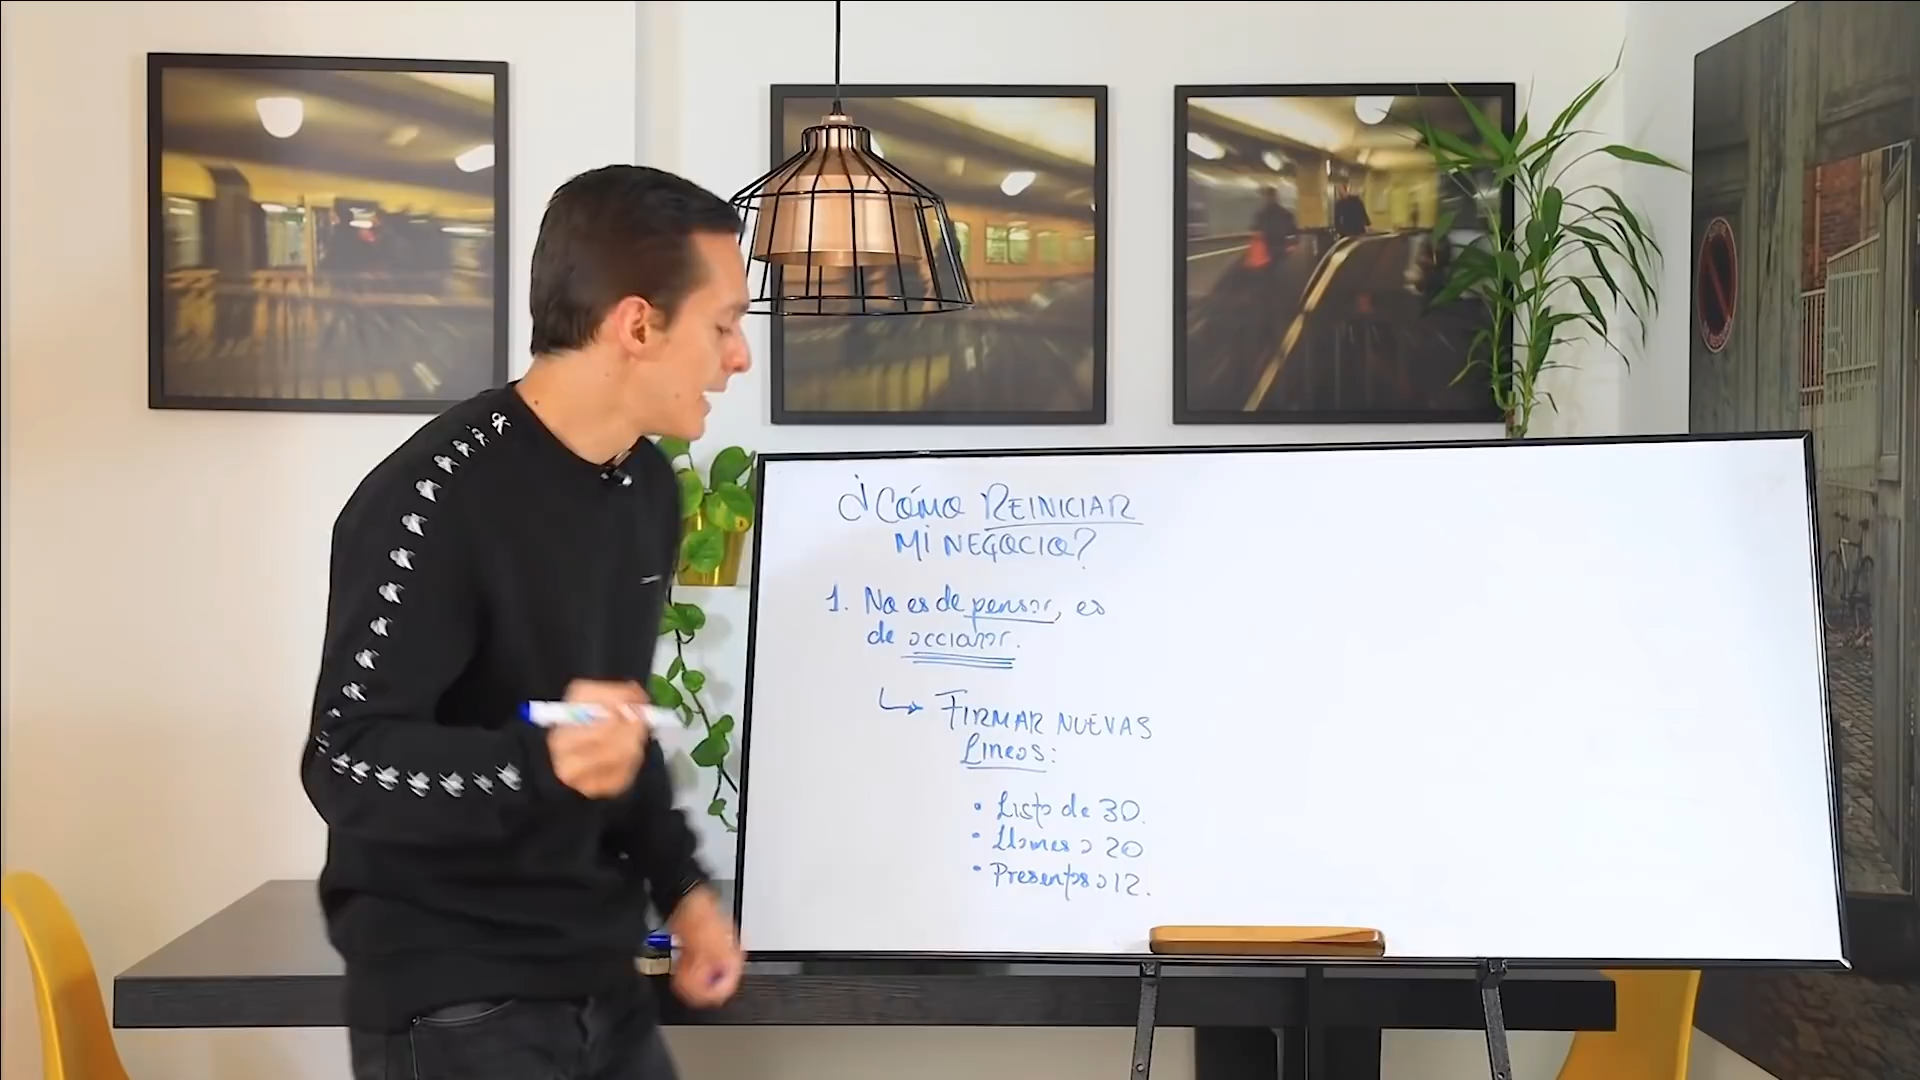 ¿CÓMO REINICIAR
MI NEGOCIO?
1. No es de pensar, es
de accionar.
↳ FIRMAR NUEVAS
Lineas:
• Lista de 30.
• Llamas a 20
• Presentas a 12.